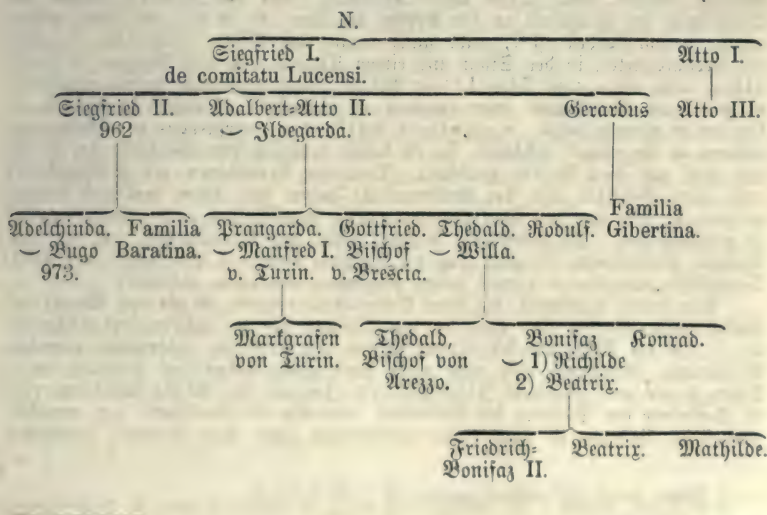 N.
Siegfried I. Atto I.
de comitatu Lucensi.
Siegfried II. Adalbert=Atto II. Gerardus Atto III.
962 ⌣ Ildegarba.
Familia
Adelchinda. Familia Prangarda. Gottfried. Thedald. Rodulf. Gibertina.
⌣ Bugo Baratina. ⌣ Manfred I. Bischof ⌣ Willa.
973. v. Turin. v. Brescia.
Markgrafen Thedald, Bonifaz Konrad.
von Turin. Bischof von ⌣ 1) Richilde
Arezzo. 2) Beatrix.
Friedrich= Beatrix. Mathilde.
Bonifaz II.